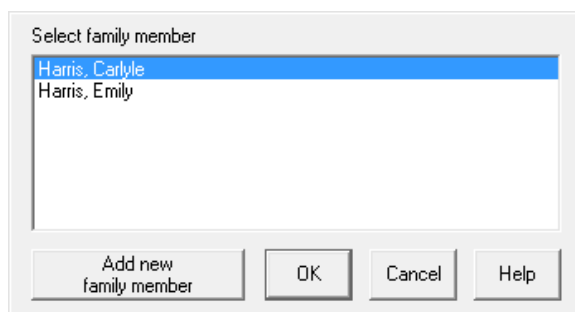 Select family member
Harris, Carlyle
Harris, Emily
Add new
family member
OK
Cancel
Help